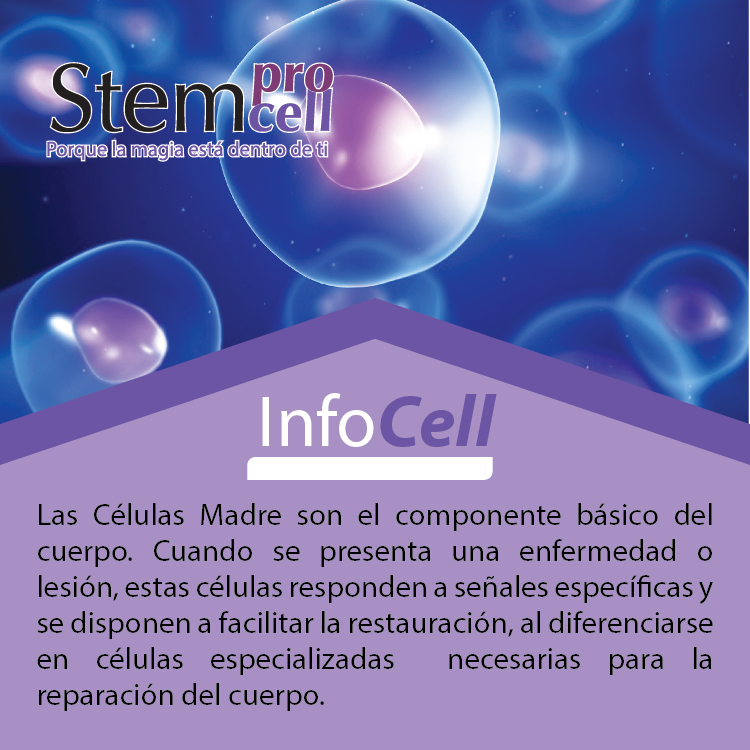 Stem pro cell
Porque la magia está dentro de ti
InfoCell
Las Células Madre son el componente básico del
cuerpo. Cuando se presenta una enfermedad o
lesión, estas células responden a señales específicas y
se disponen a facilitar la restauración, al diferenciarse
en células especializadas necesarias para la
reparación del cuerpo.